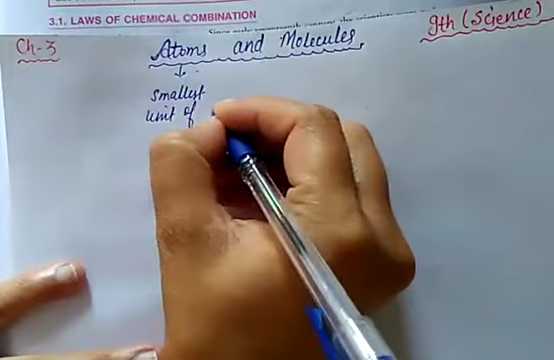 3.1. LAWS OF CHEMICAL COMBINATION
9th (Science)
Ch-3
Atoms and Molecules
↓
smallest
unit of